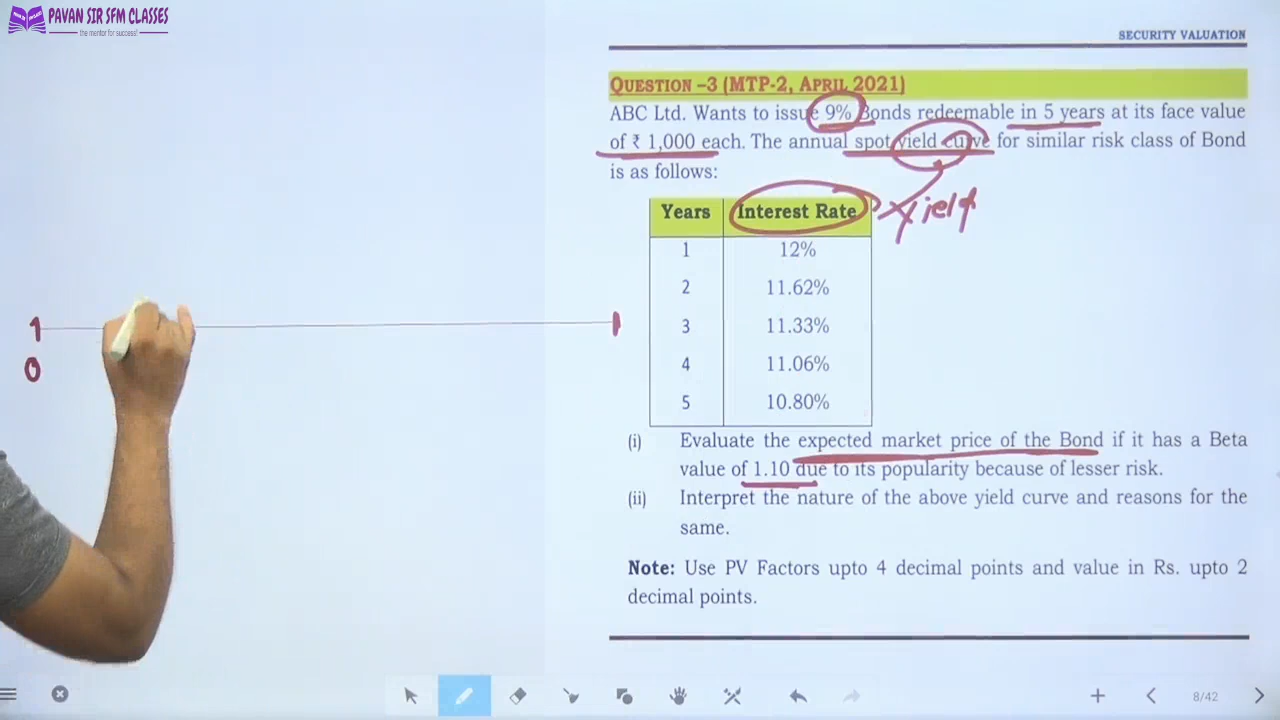 PAVAN SIR SFM CLASSES
the mentor for success!
SECURITY VALUATION
QUESTION –3 (MTP-2, APRIL 2021)
ABC Ltd. Wants to issue 9% Bonds redeemable in 5 years at its face value
of ₹ 1,000 each. The annual spot yield curve for similar risk class of Bond
is as follows:
Years Interest Rate
Yield
1 12%
2 11.62%
3 11.33%
4 11.06%
5 10.80%
0
(i) Evaluate the expected market price of the Bond if it has a Beta
value of 1.10 due to its popularity because of lesser risk.
(ii) Interpret the nature of the above yield curve and reasons for the
same.
Note: Use PV Factors upto 4 decimal points and value in Rs. upto 2
decimal points.
8/42